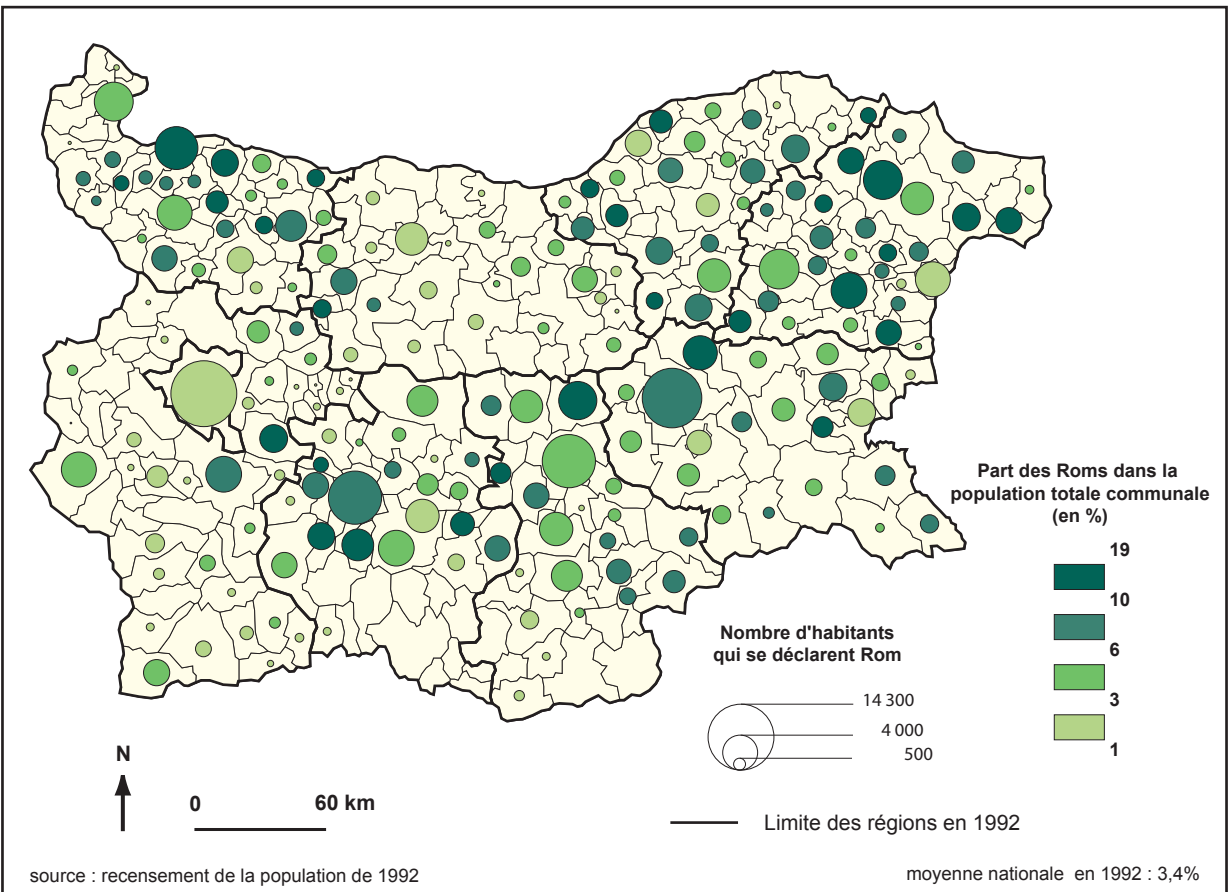 Part des Roms dans la
population totale communale
(en %)
19
10
6
3
1
Nombre d'habitants
qui se déclarent Rom
14 300
4 000
500
N
0 60 km
Limite des régions en 1992
source : recensement de la population de 1992
moyenne nationale en 1992 : 3,4%